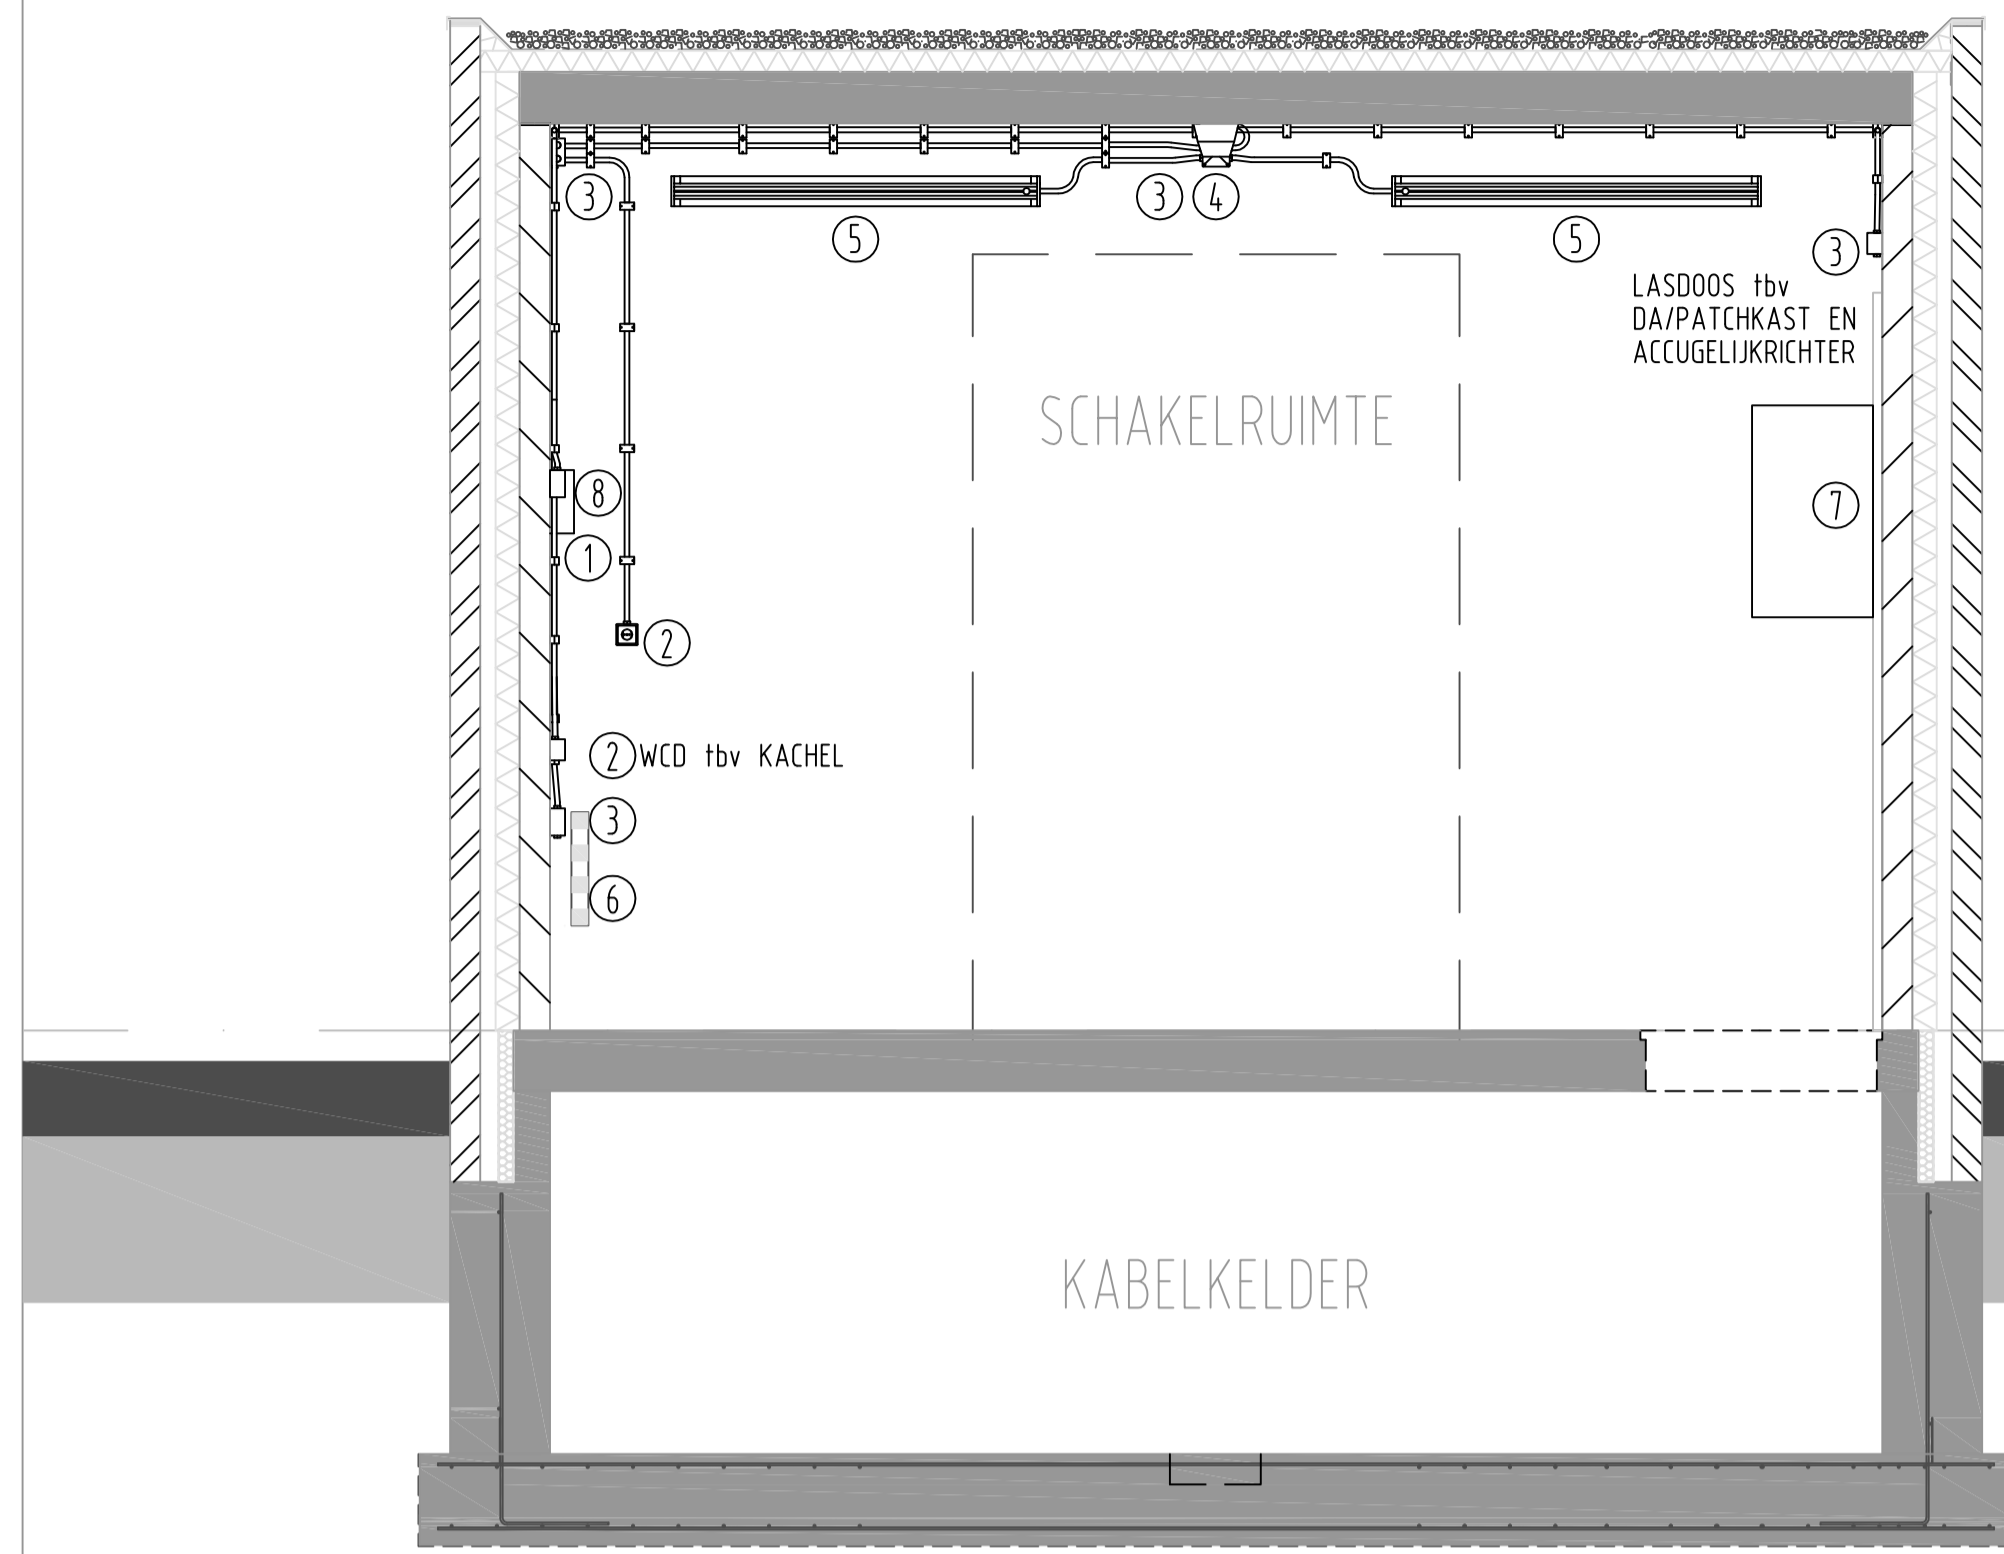 3
3
4
5
5
3
LASDOOS tbv
DA/PATCHKAST EN
ACCUGELIJKRICHTER
SCHAKELRUIMTE
8
7
1
2
2 WCD tbv KACHEL
3
6
KABELKELDER